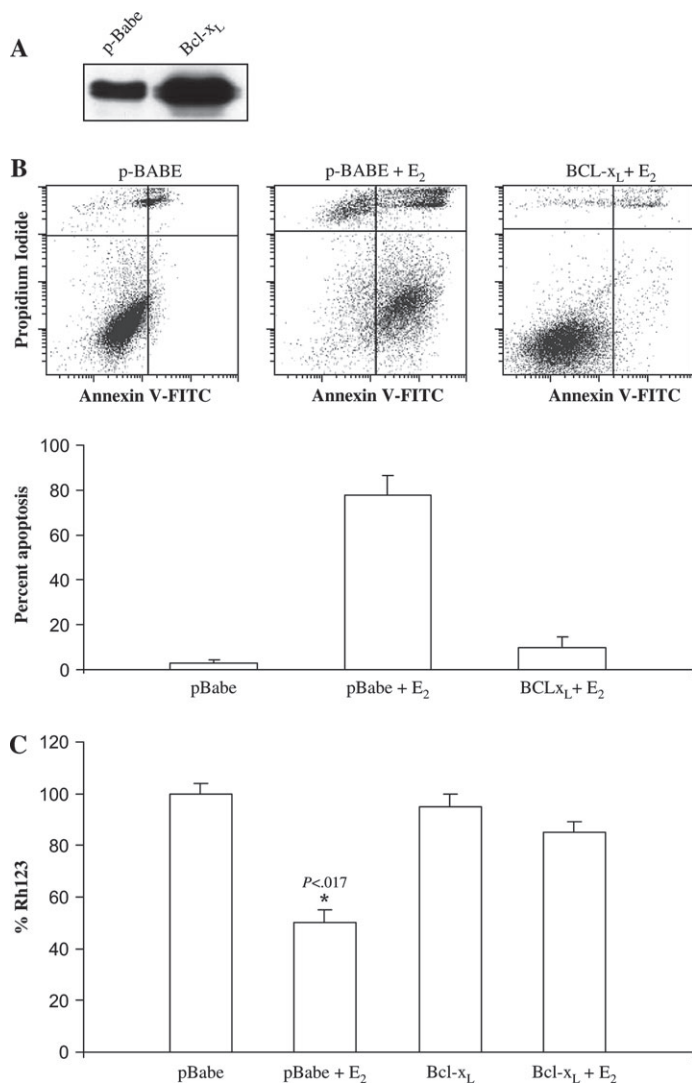 A
p-Babe Bcl-xL
B
p-BABE p-BABE + E2 BCL-xL + E2
Propidium Iodide
Annexin V-FITC Annexin V-FITC Annexin V-FITC
Percent apoptosis
100
80
60
40
20
0
pBabe pBabe + E2 BCLxL + E2
C
% Rh123
120
100
80
60
40
20
0
P<.017
*
pBabe pBabe + E2 Bcl-xL Bcl-xL + E2